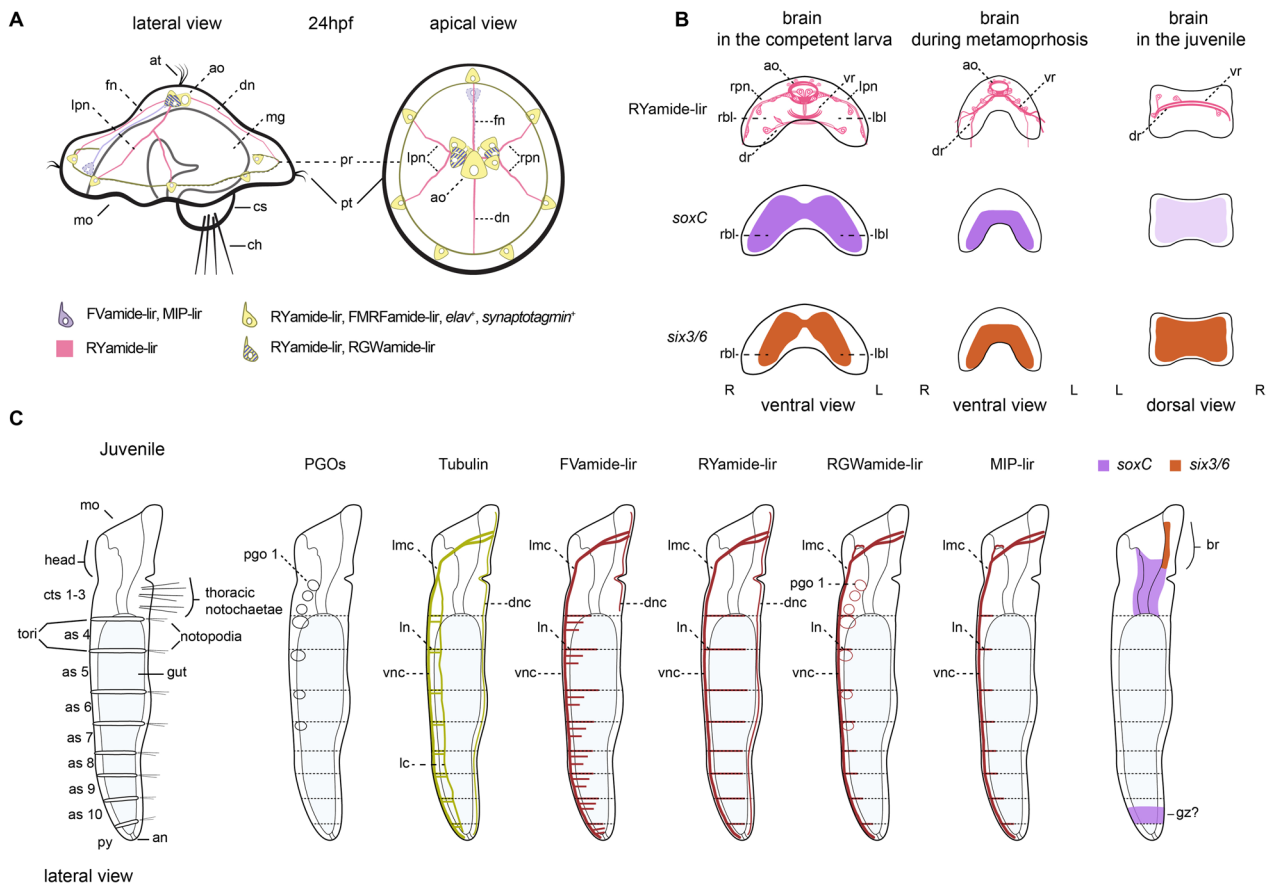 A
lateral view
24hpf
apical view
at
ao
fn
dn
lpn
mg
pr
pt
mo
cs
ch
fn
lpn
rpn
ao
dn
FVamide-lir, MIP-lir
RYamide-lir, FMRFamide-lir, elav⁺, synaptotagmin⁺
RYamide-lir
RYamide-lir, RGWamide-lir
B
brain
in the competent larva
brain
during metamoprhosis
brain
in the juvenile
RYamide-lir
ao
vr
rpn
lpn
rbl
lbl
dr
ao
vr
dr
vr
dr
soxC
rbl
lbl
six3/6
rbl
lbl
R
L
R
L
L
R
ventral view
ventral view
dorsal view
C
Juvenile
mo
head
cts 1-3
thoracic
notochaetae
tori
as 4
notopodia
as 5
gut
as 6
as 7
as 8
as 9
as 10
py
an
lateral view
PGOs
pgo 1
Tubulin
lmc
dnc
ln
vnc
lc
FVamide-lir
lmc
dnc
ln
vnc
RYamide-lir
lmc
dnc
ln
vnc
RGWamide-lir
lmc
pgo 1
ln
vnc
MIP-lir
lmc
ln
vnc
soxC
six3/6
br
gz?